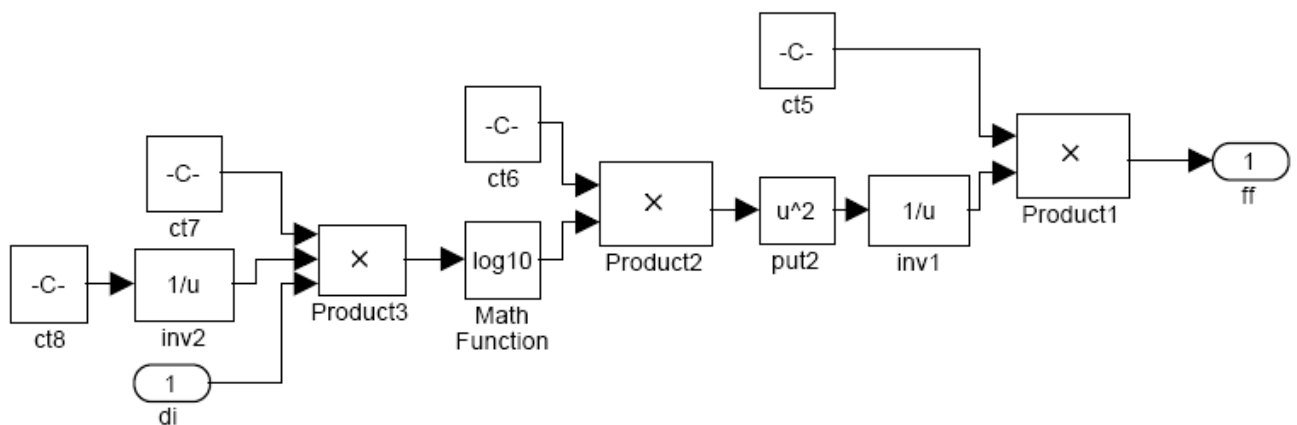 -C-
ct5
-C-
ct6
×
Product1
1
ff
-C-
ct7
×
Product2
u^2
put2
1/u
inv1
-C-
ct8
1/u
inv2
×
Product3
log10
Math
Function
1
di